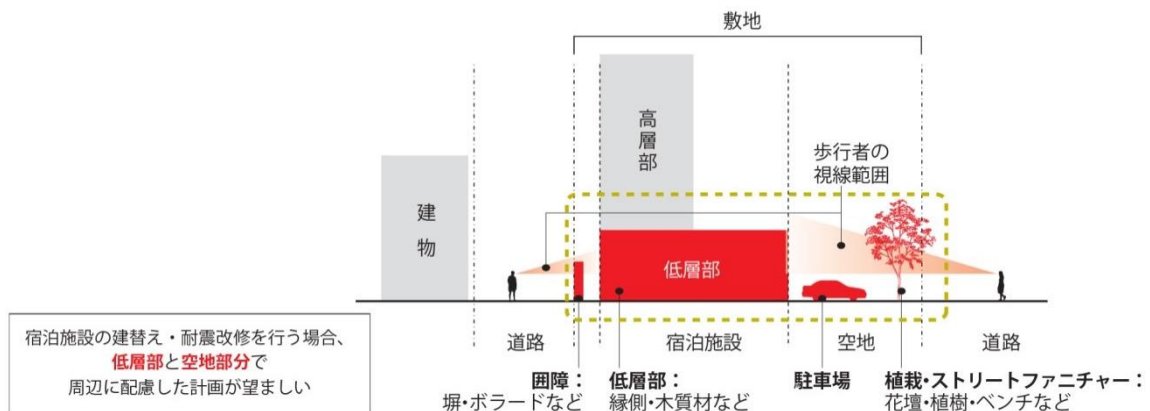 敷地
高層部
歩行者の
視線範囲
建物
低層部
道路
宿泊施設
空地
道路
宿泊施設の建替え・耐震改修を行う場合、
低層部と空地部分で
周辺に配慮した計画が望ましい
囲障：
塀・ボラードなど
低層部：
縁側・木質材など
駐車場
植栽・ストリートファニチャー：
花壇・植樹・ベンチなど